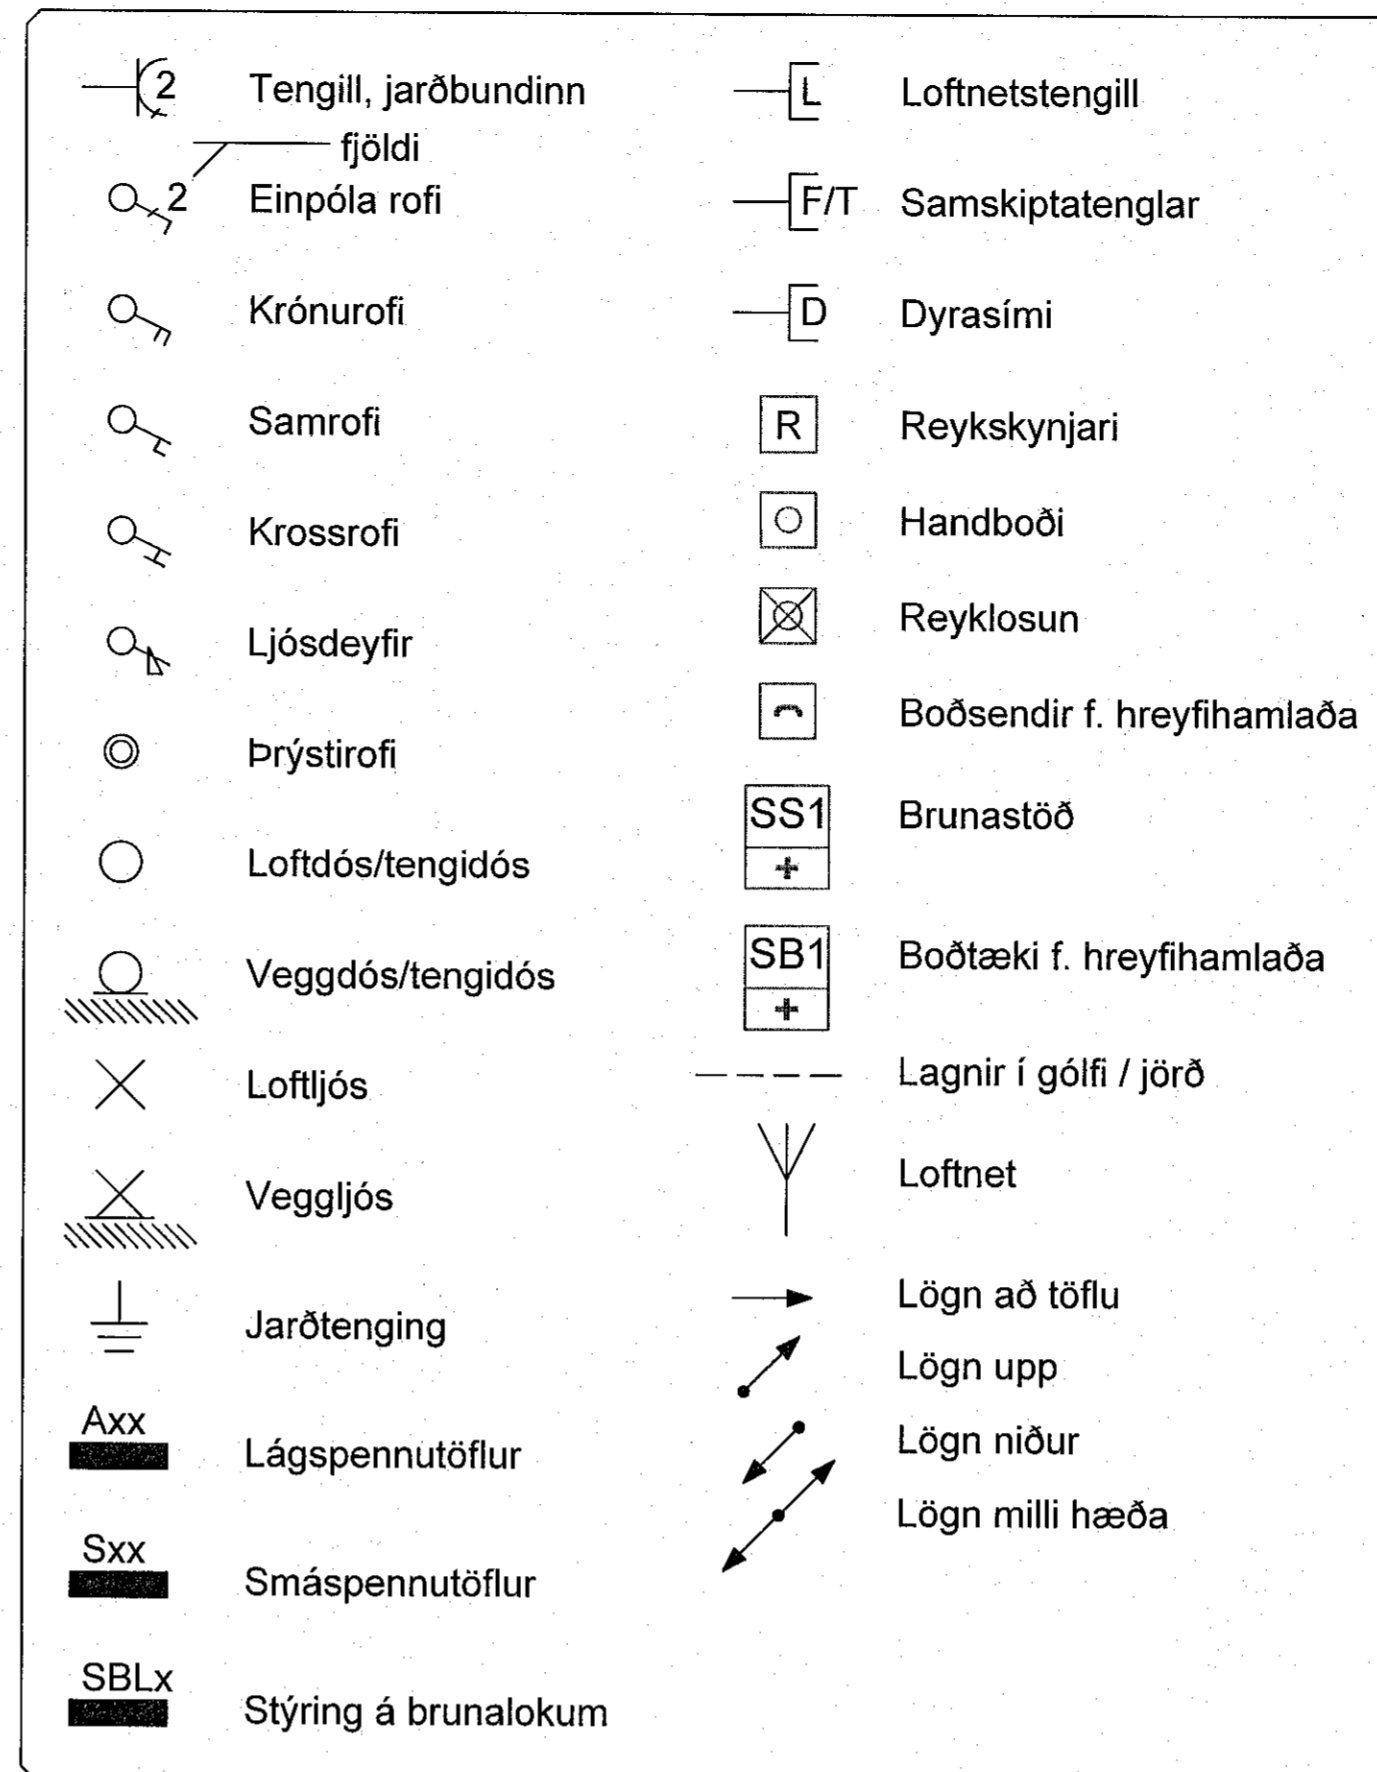 2 Tengill, jarðbundinn
fjöldi
2 Einpóla rofi
Krónurofi
Samrofi
Krossrofi
Ljósdeyfir
Þrýstirofi
Loftdós/tengidós
Veggdós/tengidós
Loftljós
Veggljós
Jarðtenging
Axx
Lágspennutöflur
Sxx
Smáspennutöflur
SBLx
Stýring á brunalokum
L Loftnetstengill
F/T Samskiptatenglar
D Dyrasími
R Reykskynjari
Handboði
Reyklosun
Boðsendir f. hreyfihamlaða
SS1 Brunastöð
+
SB1 Boðtæki f. hreyfihamlaða
+
Lagnir í gólfi / jörð
Loftnet
Lögn að töflu
Lögn upp
Lögn niður
Lögn milli hæða